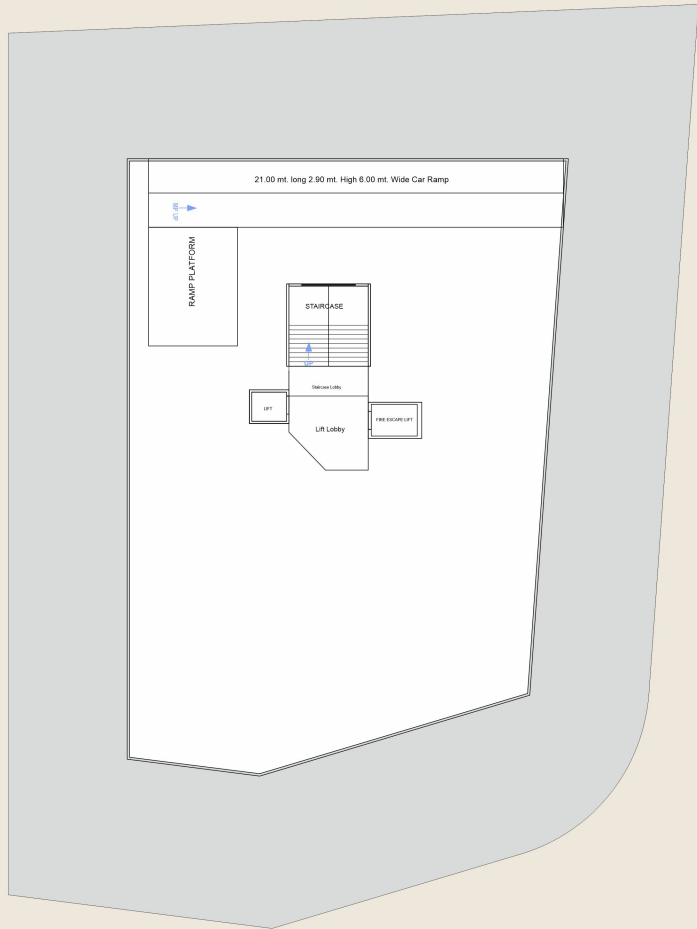 21.00 mt. long 2.90 mt. High 6.00 mt. Wide Car Ramp
RAMP PLATFORM
STAIRCASE
UP
Staircase Lobby
LIFT
FIRE ESCAPE LIFT
Lift Lobby